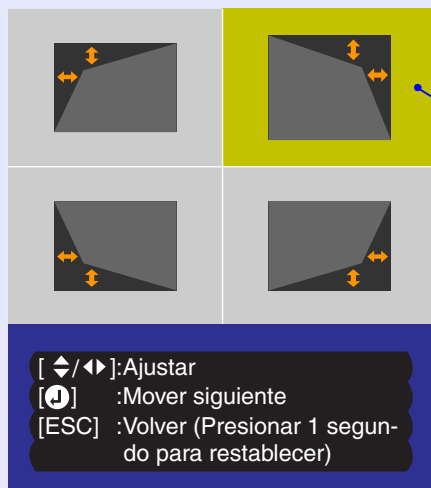 [ / ]:Ajustar
[ ] :Mover siguiente
[ESC] :Volver (Presionar 1 segun-
do para restablecer)